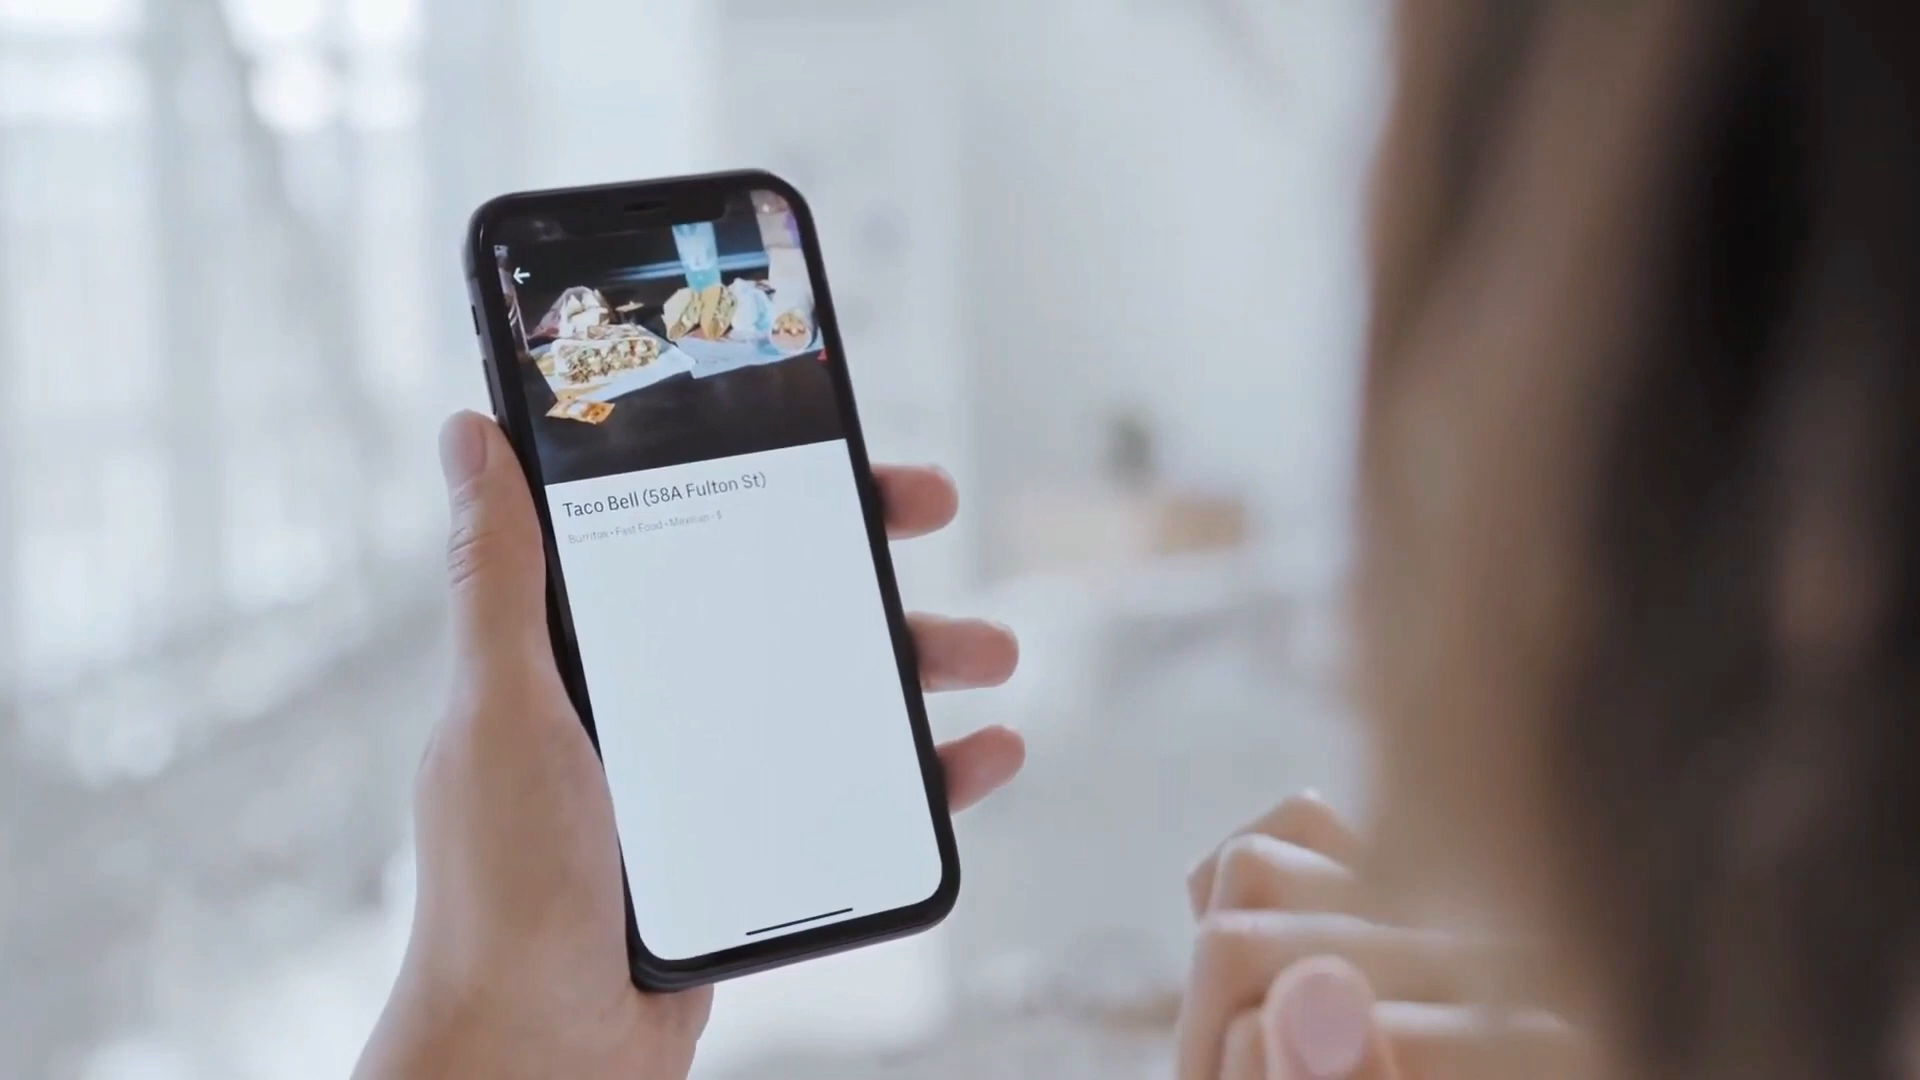 Taco Bell (58A Fulton St)
Burritos • Fast Food • Mexican • $